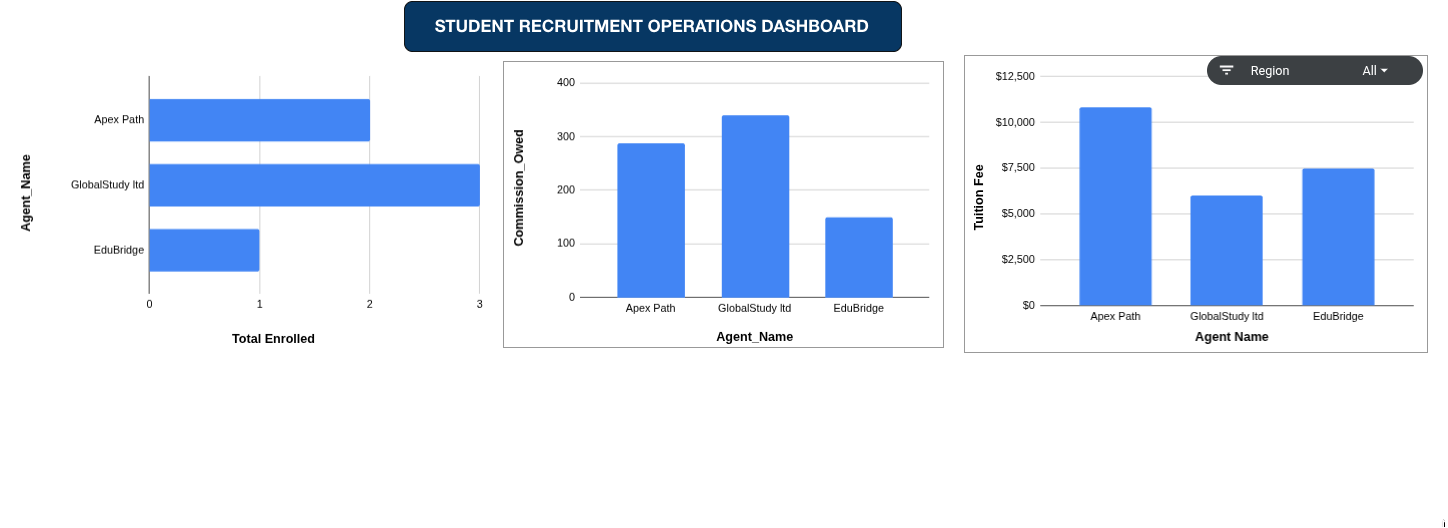 STUDENT RECRUITMENT OPERATIONS DASHBOARD
Agent_Name
Apex Path
GlobalStudy ltd
EduBridge
0
1
2
3
Total Enrolled
Commission_Owed
400
300
200
100
0
Apex Path
GlobalStudy ltd
EduBridge
Agent_Name
Region
All
Tuition Fee
$12,500
$10,000
$7,500
$5,000
$2,500
$0
Apex Path
GlobalStudy ltd
EduBridge
Agent Name